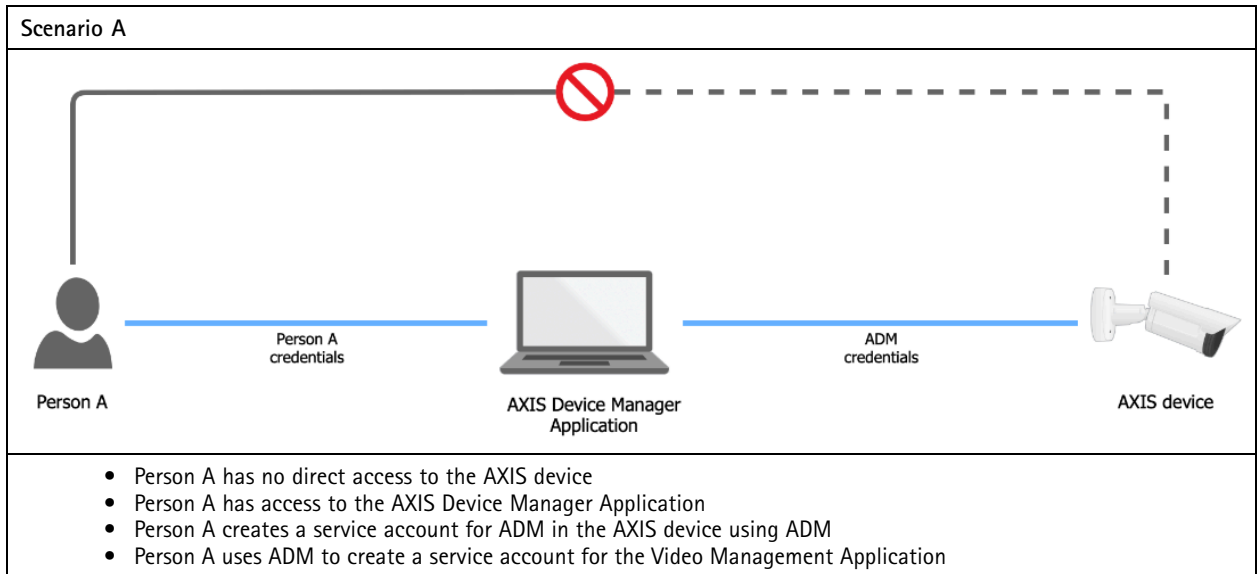 Scenario A
Person A
credentials
ADM
credentials
Person A
AXIS Device Manager
Application
AXIS device
• Person A has no direct access to the AXIS device
• Person A has access to the AXIS Device Manager Application
• Person A creates a service account for ADM in the AXIS device using ADM
• Person A uses ADM to create a service account for the Video Management Application